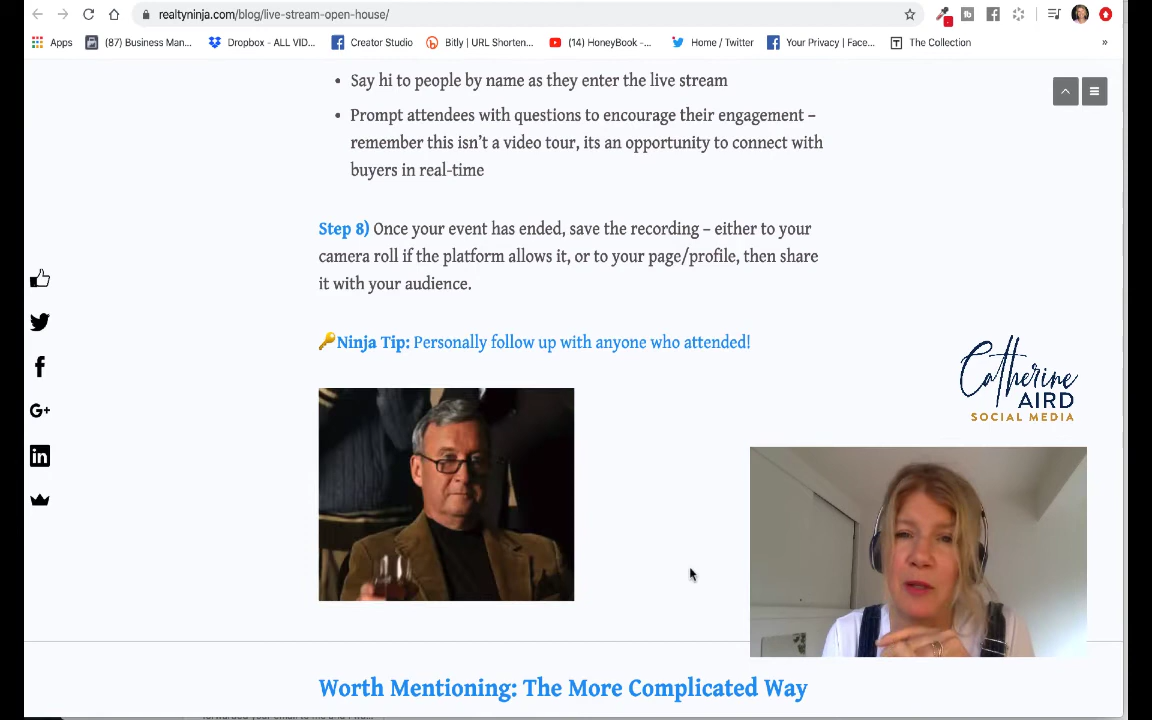 realtyninja.com/blog/live-stream-open-house/
Apps
(87) Business Man...
Dropbox - ALL VID...
Creator Studio
Bitly | URL Shorten...
(14) HoneyBook -...
Home / Twitter
Your Privacy | Face...
The Collection
»
• Say hi to people by name as they enter the live stream
• Prompt attendees with questions to encourage their engagement –
remember this isn’t a video tour, its an opportunity to connect with
buyers in real-time
Step 8) Once your event has ended, save the recording – either to your
camera roll if the platform allows it, or to your page/profile, then share
it with your audience.
🔑Ninja Tip: Personally follow up with anyone who attended!
G+
in
Catherine
AIRD
SOCIAL MEDIA
Worth Mentioning: The More Complicated Way